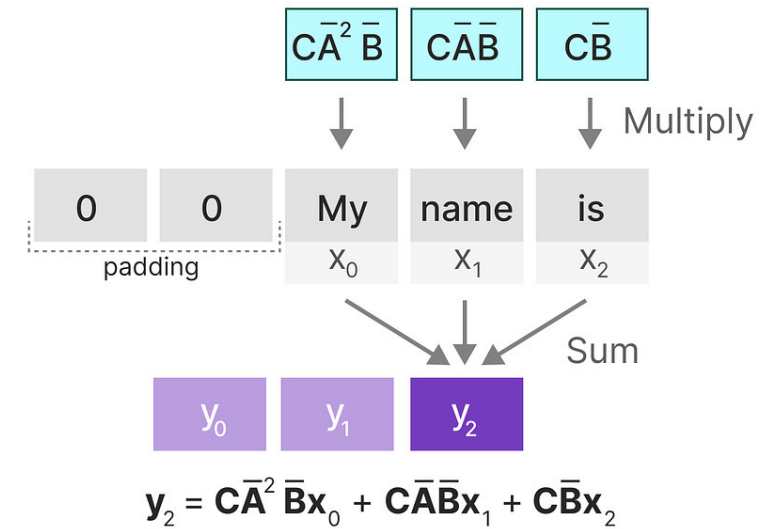 CA̅² B̅ CA̅B̅ CB̅
Multiply
0 0 My name is
padding x₀ x₁ x₂
Sum
y₀ y₁ y₂
y₂ = CA̅² B̅x₀ + CA̅B̅x₁ + CB̅x₂